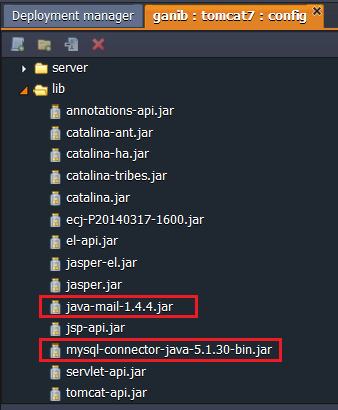 Deployment manager
ganib : tomcat7 : config
server
lib
annotations-api.jar
catalina-ant.jar
catalina-ha.jar
catalina-tribes.jar
catalina.jar
ecj-P20140317-1600.jar
el-api.jar
jasper-el.jar
jasper.jar
java-mail-1.4.4.jar
jsp-api.jar
mysql-connector-java-5.1.30-bin.jar
servlet-api.jar
tomcat-api.jar